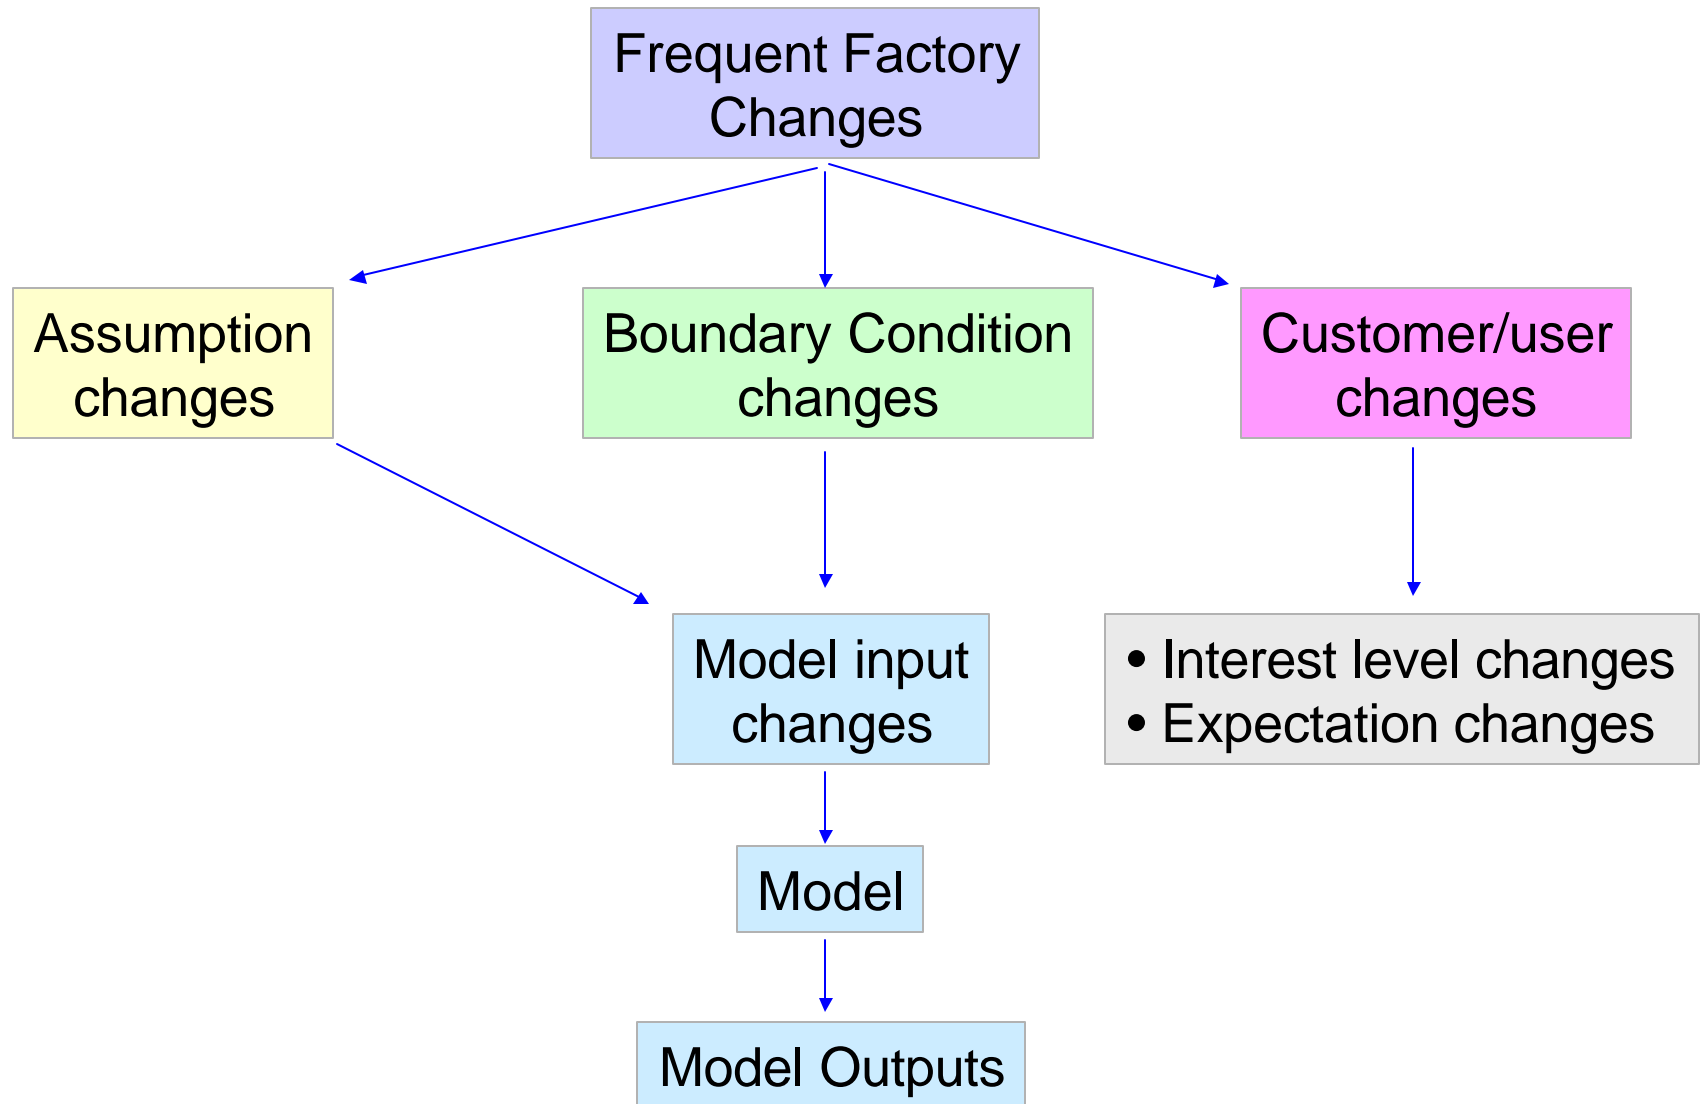 Frequent Factory
Changes
Assumption
changes
Boundary Condition
changes
Customer/user
changes
Model input
changes
• Interest level changes
• Expectation changes
Model
Model Outputs